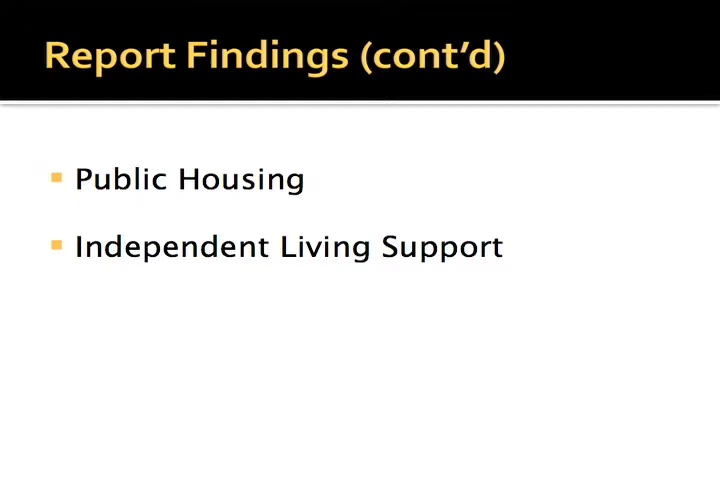 Report Findings (cont’d)
Public Housing
Independent Living Support